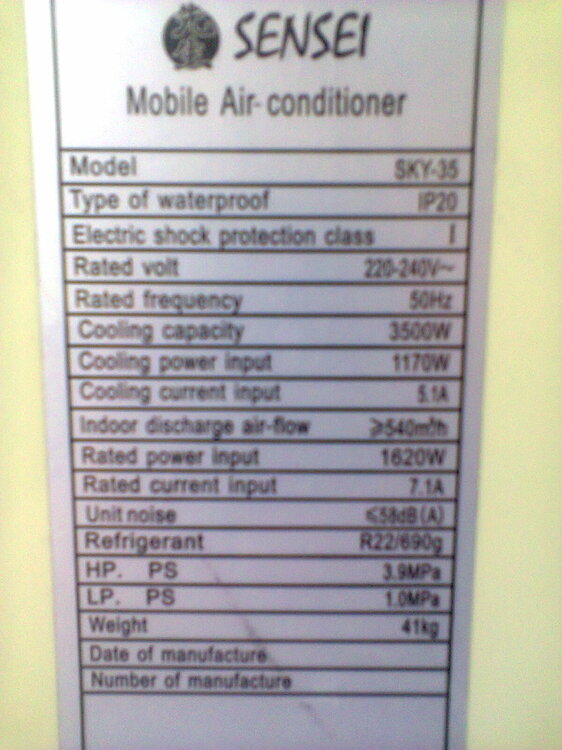 SENSEI
Mobile Air-conditioner
Model SKY-35
Type of waterproof IP20
Electric shock protection class I
Rated volt 220-240V~
Rated frequency 50Hz
Cooling capacity 3500W
Cooling power input 1170W
Cooling current input 5.1A
Indoor discharge air-flow ≥540m³/h
Rated power input 1620W
Rated current input 7.1A
Unit noise ≤58dB(A)
Refrigerant R22/690g
HP. PS 3.9MPa
LP. PS 1.0MPa
Weight 41kg
Date of manufacture
Number of manufacture